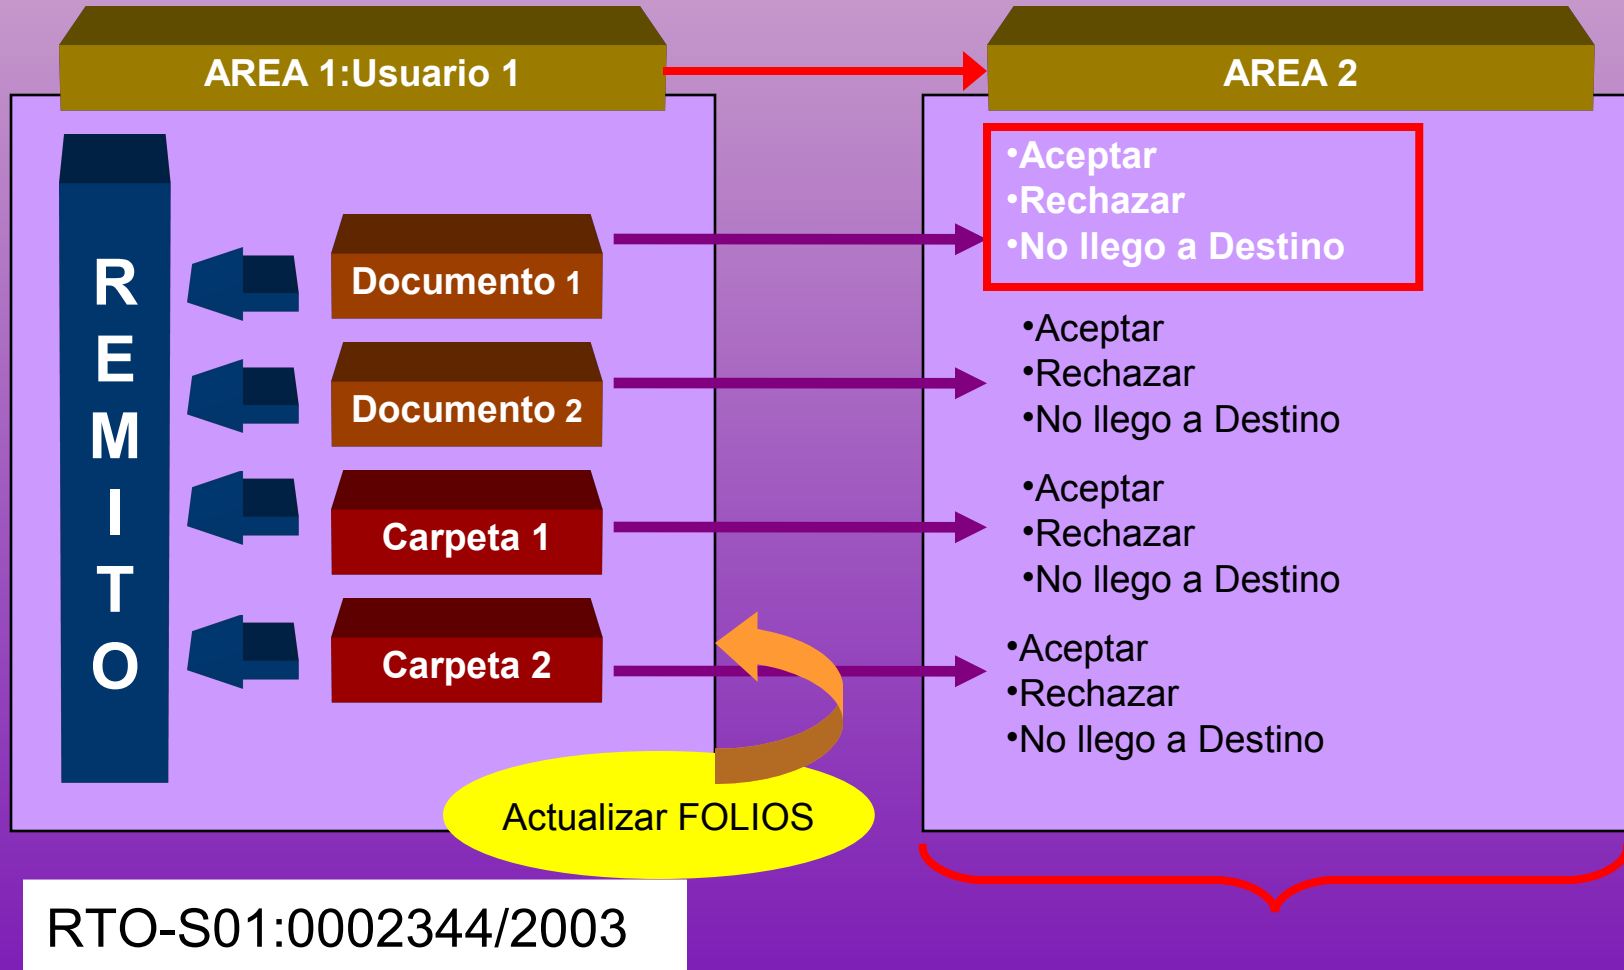 AREA 1:Usuario 1
AREA 2
REMITO
Documento 1
Documento 2
Carpeta 1
Carpeta 2
•Aceptar
•Rechazar
•No llego a Destino
•Aceptar
•Rechazar
•No llego a Destino
•Aceptar
•Rechazar
•No llego a Destino
•Aceptar
•Rechazar
•No llego a Destino
Actualizar FOLIOS
RTO-S01:0002344/2003